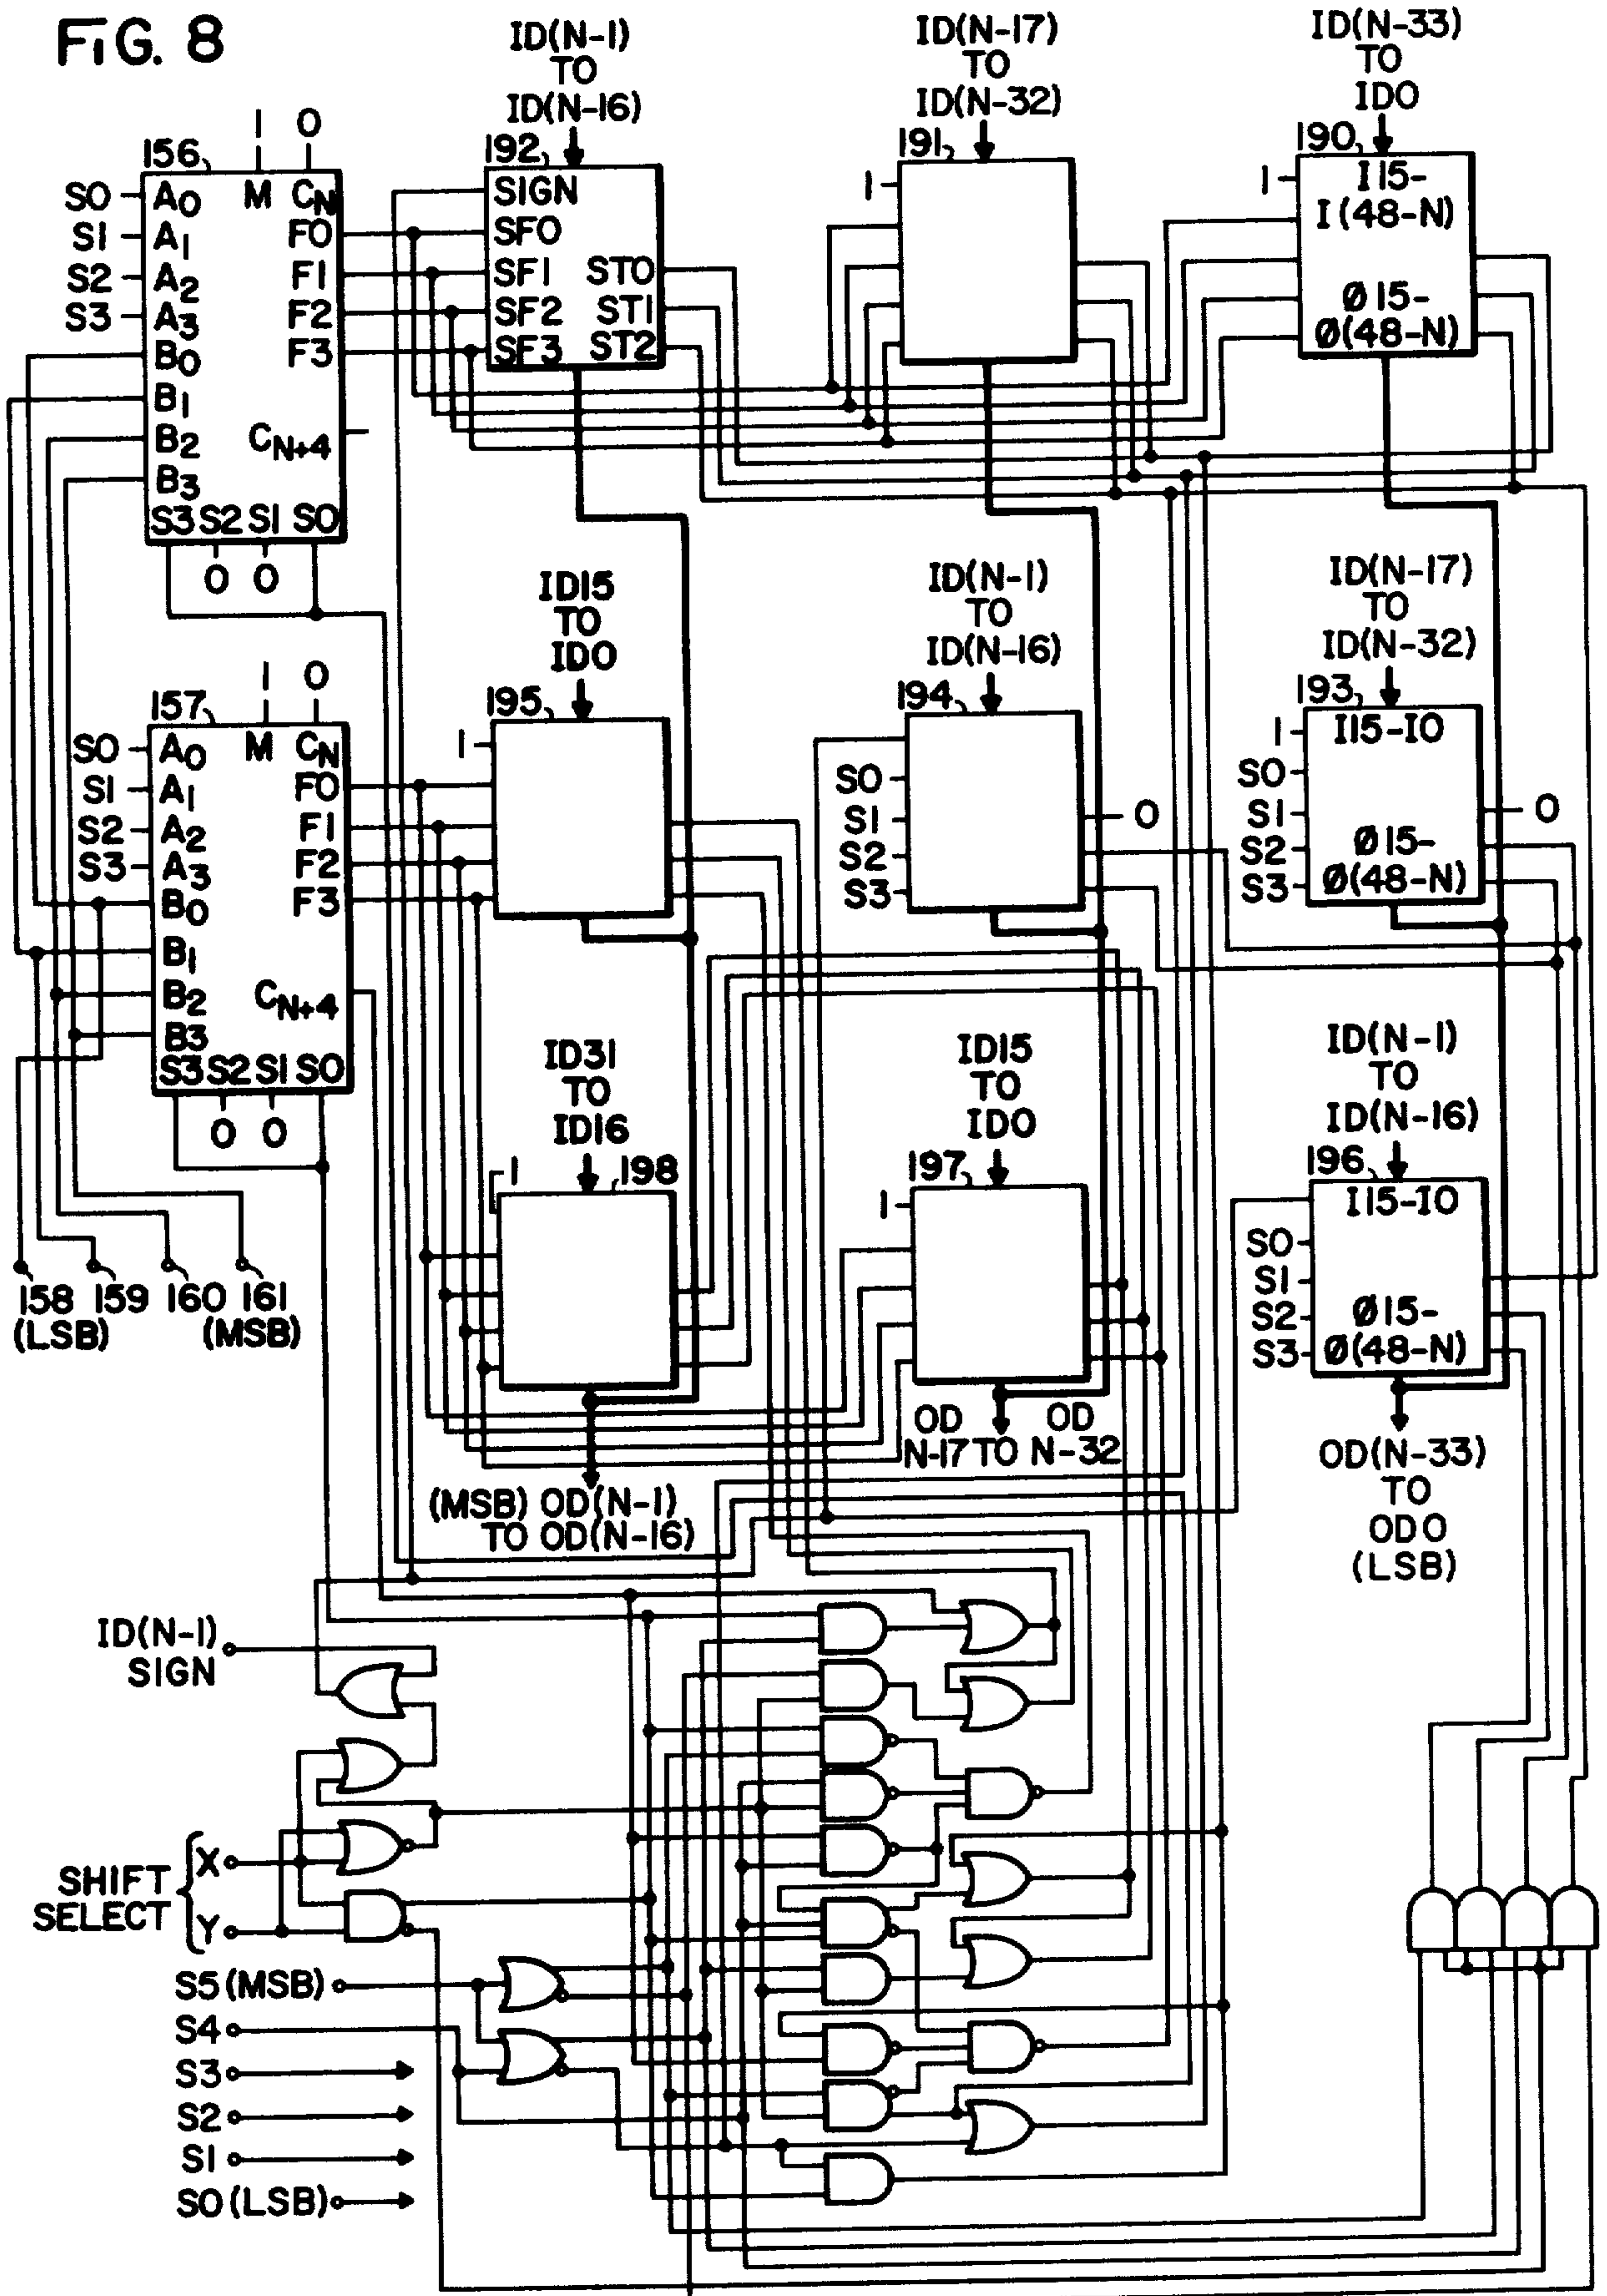 FIG. 8
ID(N-1)
TO
ID(N-16)
ID(N-17)
TO
ID(N-32)
ID(N-33)
TO
ID0
1 0
156
S0 A0 M CN
S1 A1 F0
S2 A2 F1
S3 A3 F2
B0 F3
B1
B2 CN+4
B3
S3 S2 S1 S0
0 0
192
SIGN
SF0
SF1 ST0
SF2 ST1
SF3 ST2
191
1
190
1
I15-
I(48-N)
Ø15-
Ø(48-N)
ID15
TO
ID0
ID(N-1)
TO
ID(N-16)
ID(N-17)
TO
ID(N-32)
1 0
157
S0 A0 M CN
S1 A1 F0
S2 A2 F1
S3 A3 F2
B0 F3
B1
B2 CN+4
B3
S3 S2 S1 S0
0 0
195
1
194
S0
S1 0
S2
S3
193
1 I15-I0
S0
S1 0
S2 Ø15-
S3 Ø(48-N)
ID31
TO
ID16
ID15
TO
ID0
ID(N-1)
TO
ID(N-16)
1 198
197
1
196
I15-I0
S0
S1
S2 Ø15-
S3 Ø(48-N)
158 159 160 161
(LSB) (MSB)
(MSB) OD(N-1)
TO OD(N-16)
OD OD
N-17 TO N-32
OD(N-33)
TO
OD0
(LSB)
ID(N-1)
SIGN
SHIFT
SELECT
X
Y
S5 (MSB)
S4
S3
S2
S1
S0 (LSB)